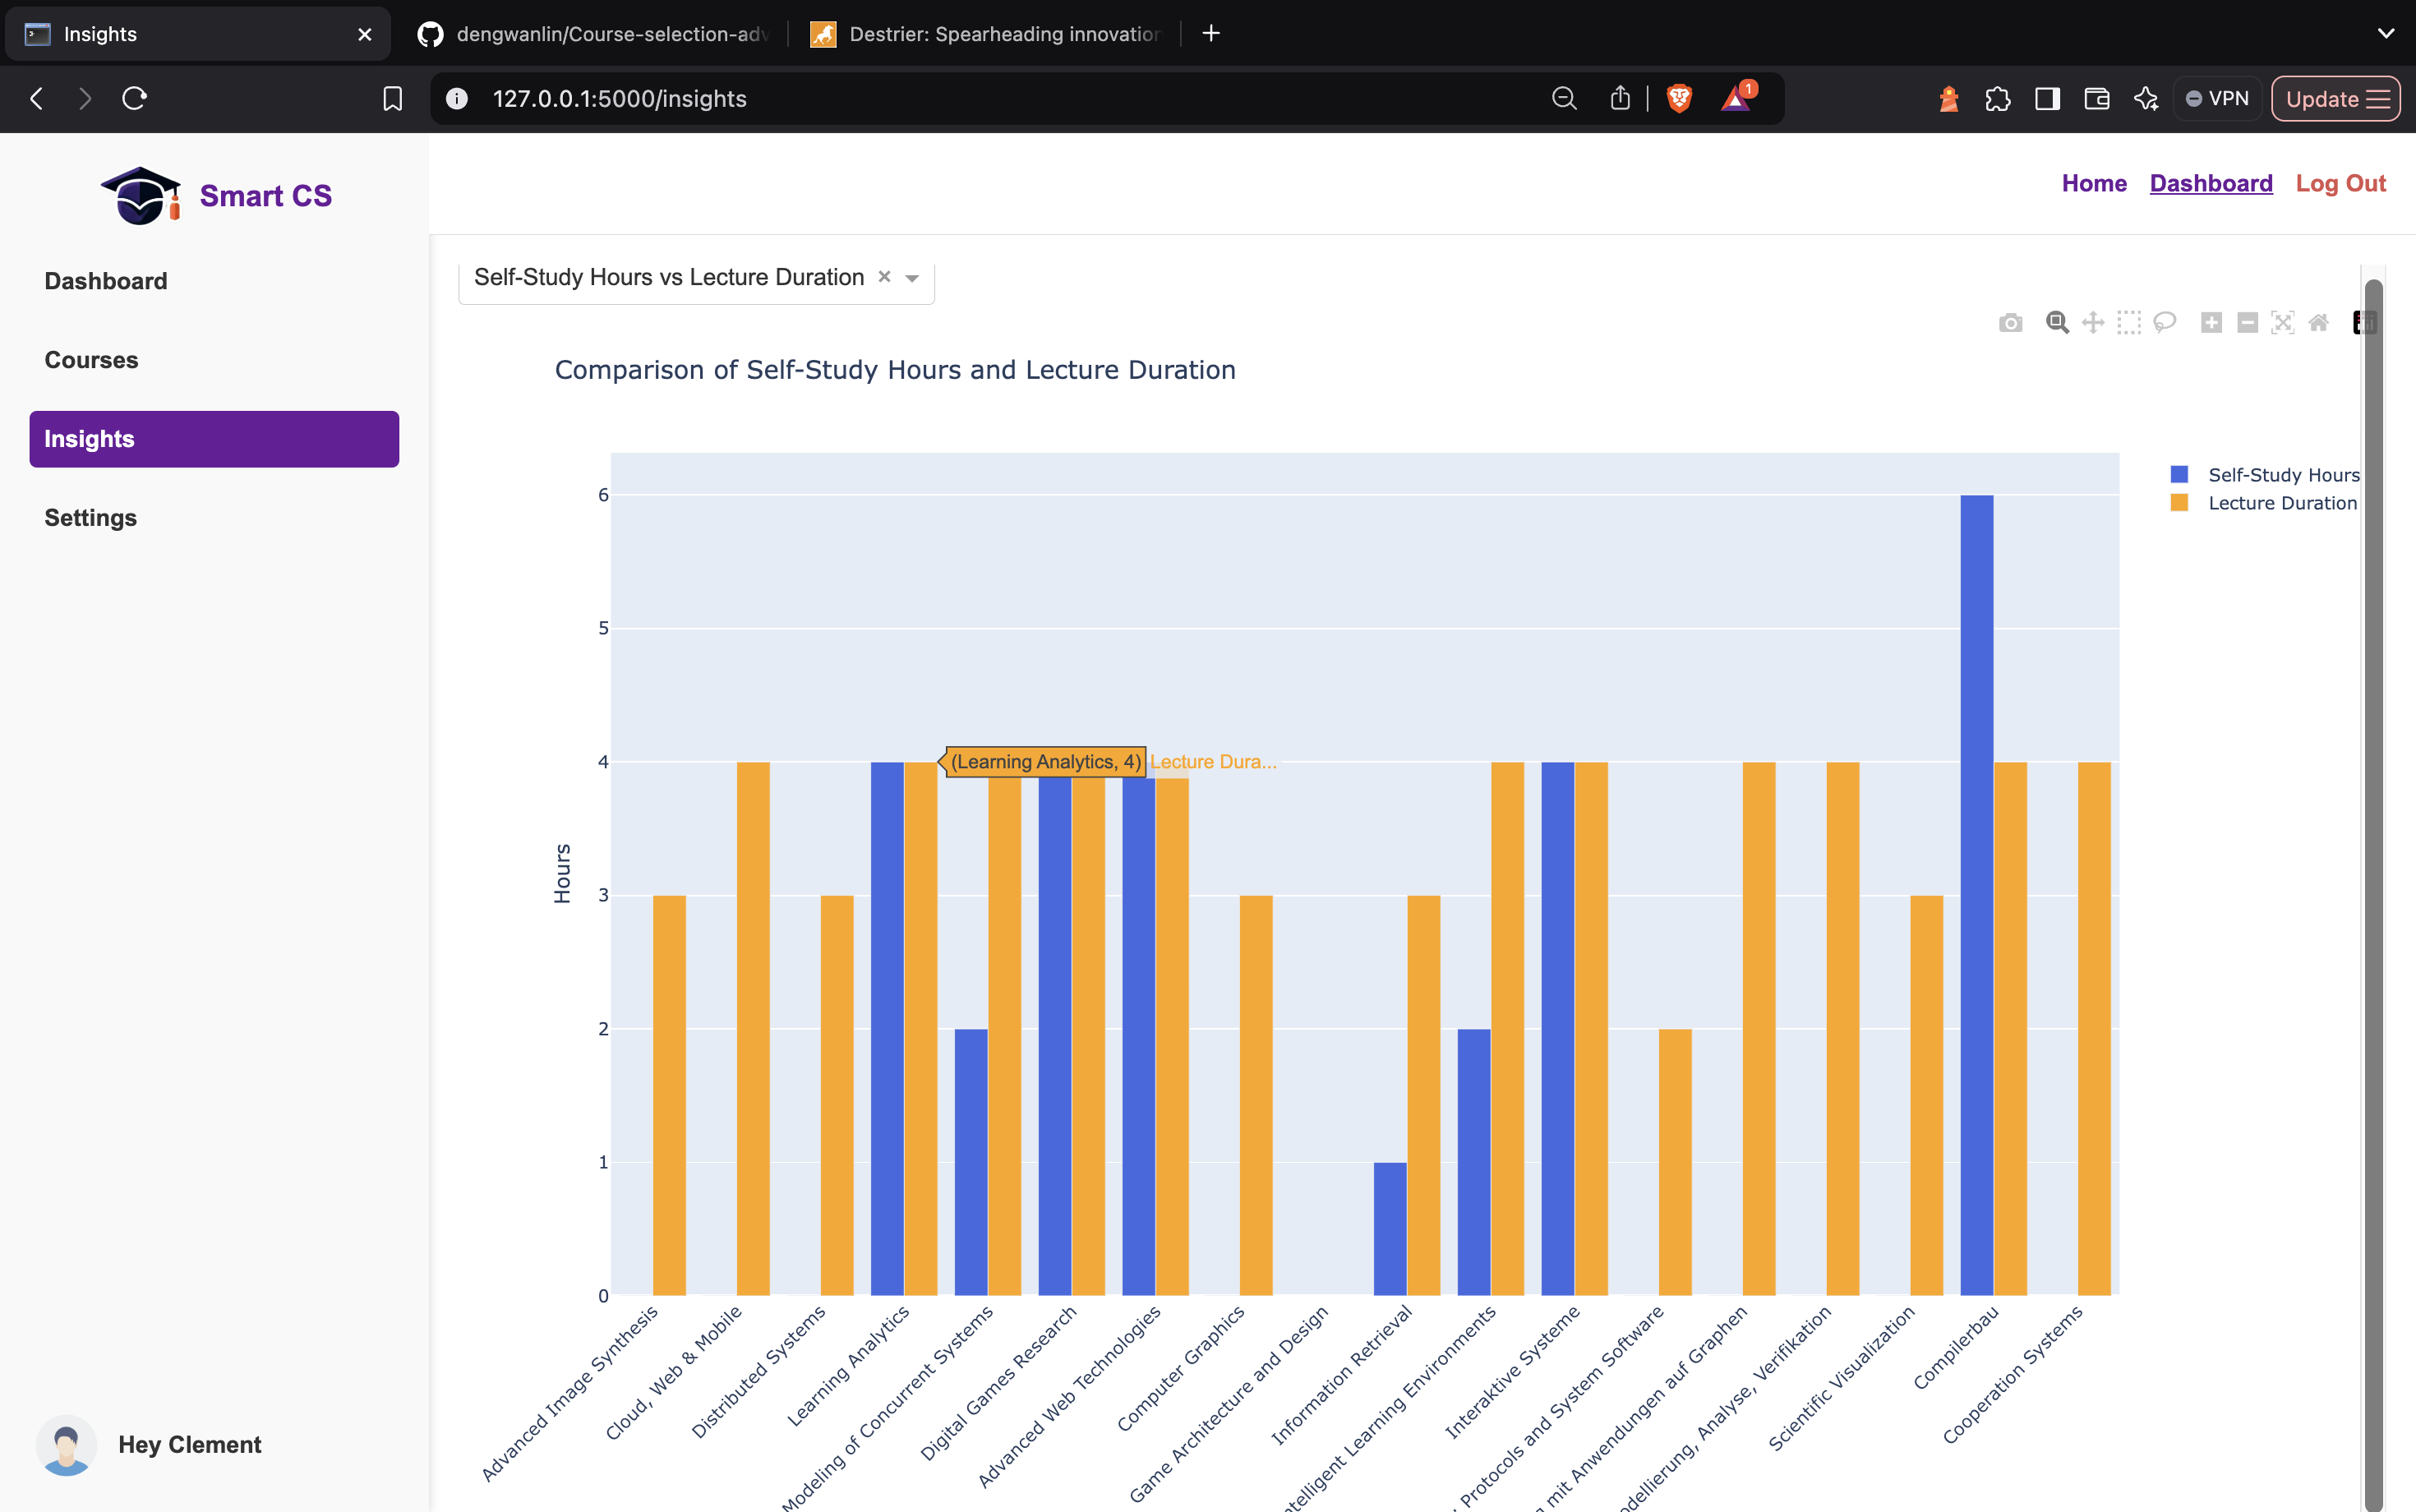 Insights
dengwanlin/Course-selection-adv
Destrier: Spearheading innovation
127.0.0.1:5000/insights
1
VPN
Update
Smart CS
Home
Dashboard
Log Out
Dashboard
Courses
Insights
Settings
Hey Clement
Self-Study Hours vs Lecture Duration
Comparison of Self-Study Hours and Lecture Duration
Self-Study Hours
Lecture Duration
Hours
6
5
4
3
2
1
0
(Learning Analytics, 4)
Lecture Dura...
Advanced Image Synthesis
Cloud, Web & Mobile
Distributed Systems
Learning Analytics
Modeling of Concurrent Systems
Digital Games Research
Advanced Web Technologies
Computer Graphics
Game Architecture and Design
Information Retrieval
ntelligent Learning Environments
Interaktive Systeme
Protocols and System Software
mit Anwendungen auf Graphen
odellierung, Analyse, Verifikation
Scientific Visualization
Compilerbau
Cooperation Systems